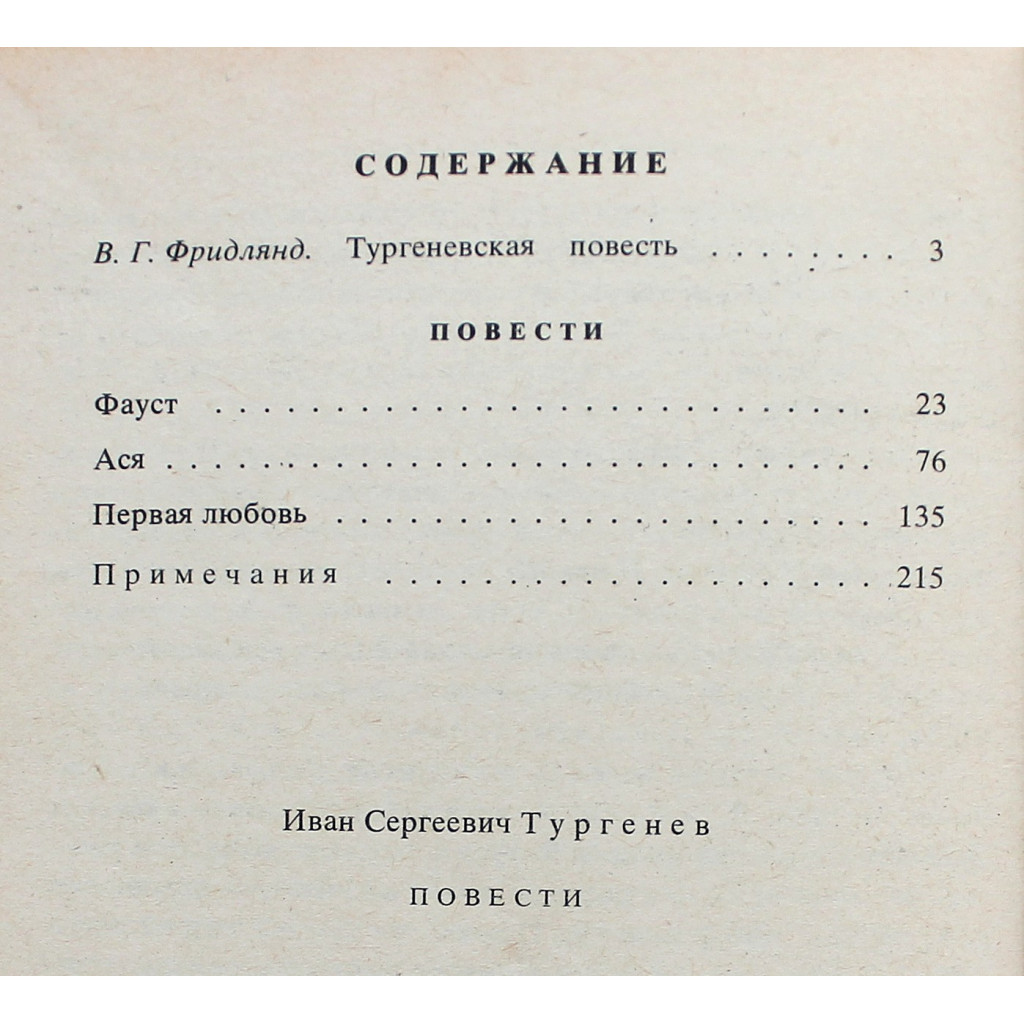 СОДЕРЖАНИЕ
В. Г. Фридлянд. Тургеневская повесть . . . . . . . . 3
ПОВЕСТИ
Фауст . . . . . . . . . . . . . . . . . . . . . . . . . . . 23
Ася . . . . . . . . . . . . . . . . . . . . . . . . . . . . . 76
Первая любовь . . . . . . . . . . . . . . . . . . . . . . 135
Примечания . . . . . . . . . . . . . . . . . . . . 215
Иван Сергеевич Тургенев
ПОВЕСТИ